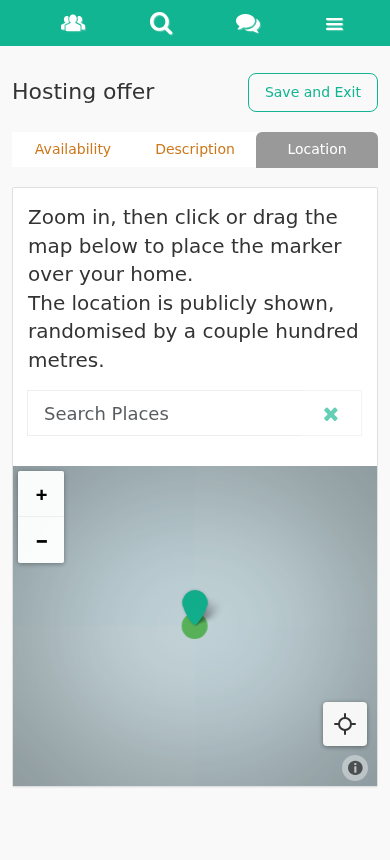 Hosting offer
Save and Exit
Availability
Description
Location
Zoom in, then click or drag the
map below to place the marker
over your home.
The location is publicly shown,
randomised by a couple hundred
metres.
Search Places
+
−